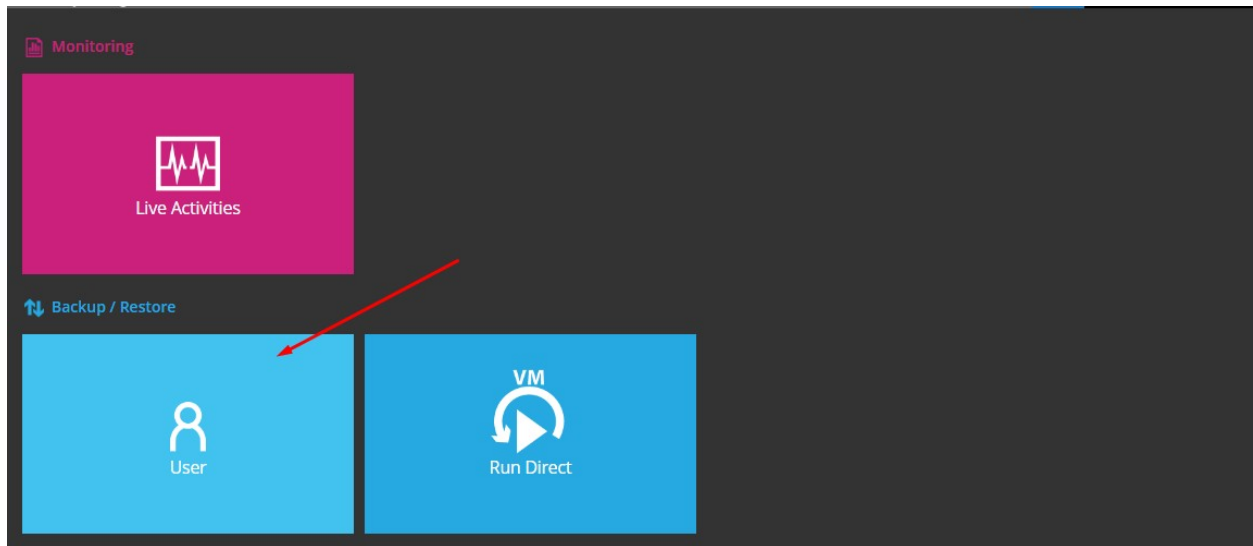 Monitoring
Live Activities
Backup / Restore
User
VM
Run Direct